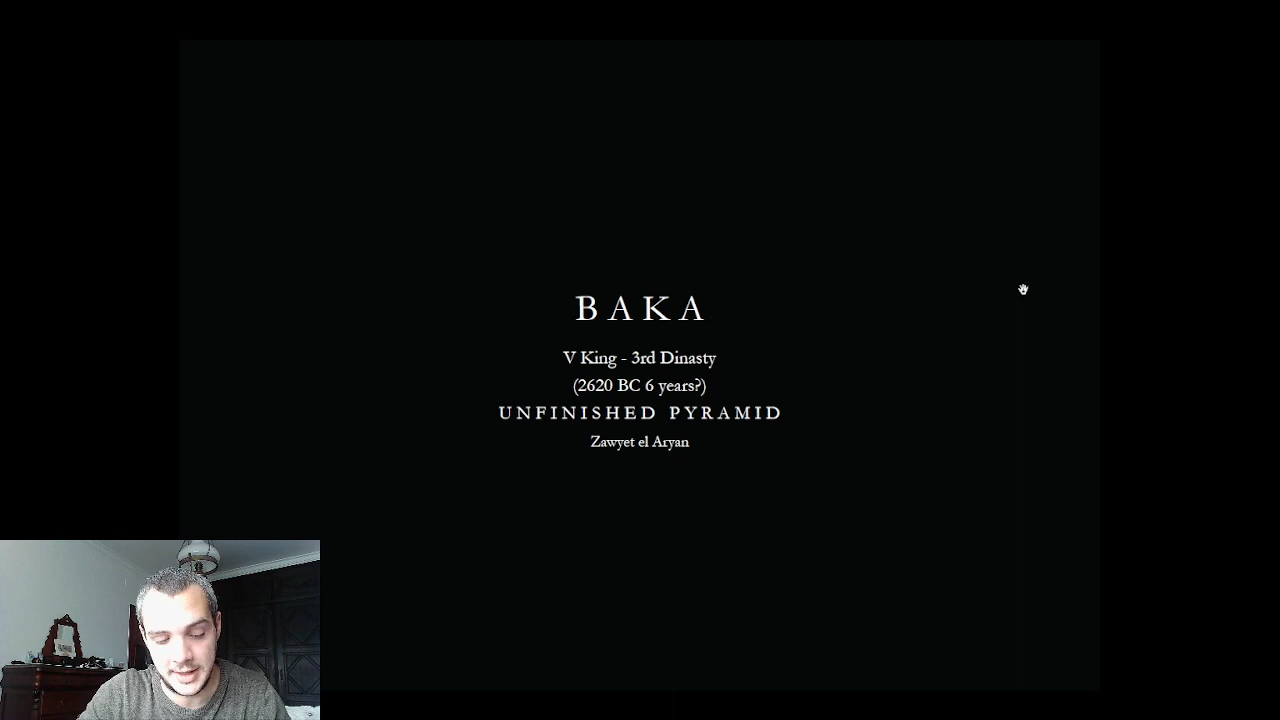 BAKA
V King - 3rd Dinasty
(2620 BC 6 years?)
UNFINISHED PYRAMID
Zawyet el Aryan